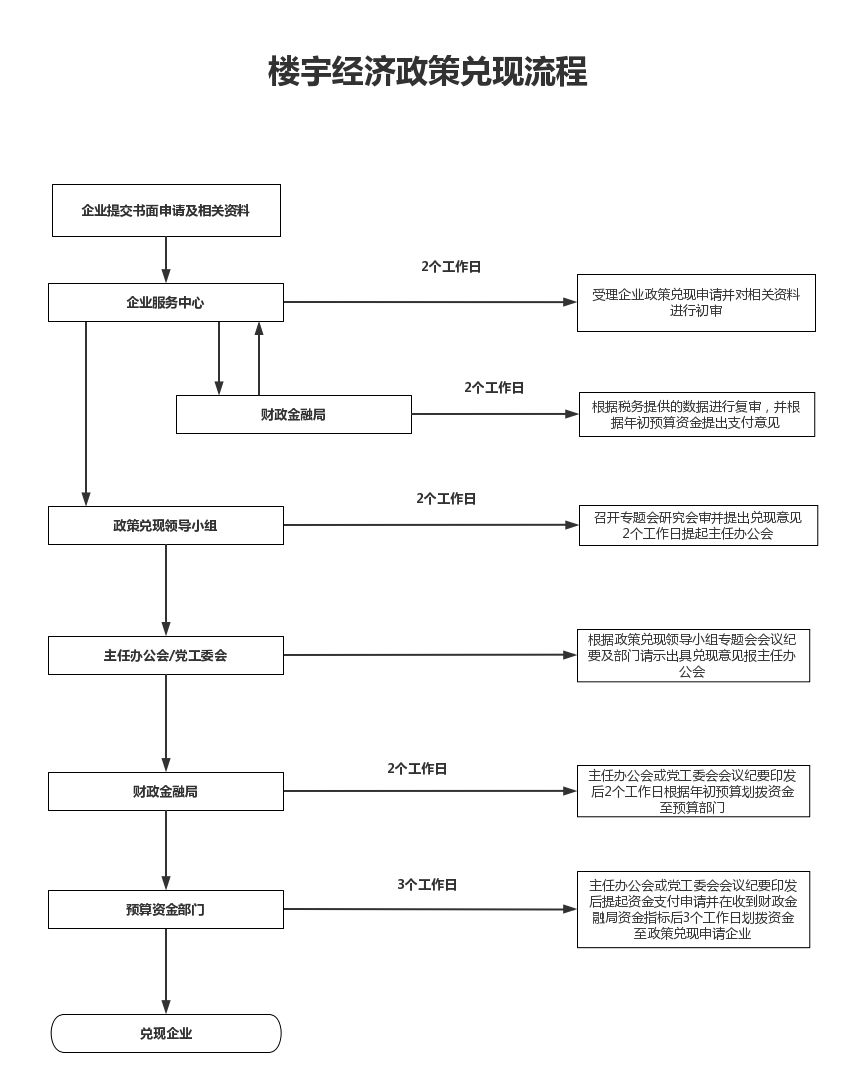 楼宇经济政策兑现流程
企业提交书面申请及相关资料
2个工作日
企业服务中心
受理企业政策兑现申请并对相关资料
进行初审
2个工作日
财政金融局
根据税务提供的数据进行复审，并根
据年初预算资金提出支付意见
2个工作日
政策兑现领导小组
召开专题会研究会审并提出兑现意见
2个工作日提起主任办公会
主任办公会/党工委会
根据政策兑现领导小组专题会会议纪
要及部门请示出具兑现意见报主任办
公会
2个工作日
财政金融局
主任办公会或党工委会会议纪要印发
后2个工作日根据年初预算划拨资金
至预算部门
3个工作日
预算资金部门
主任办公会或党工委会会议纪要印发
后提起资金支付申请并在收到财政金
融局资金指标后3个工作日划拨资金
至政策兑现申请企业
兑现企业